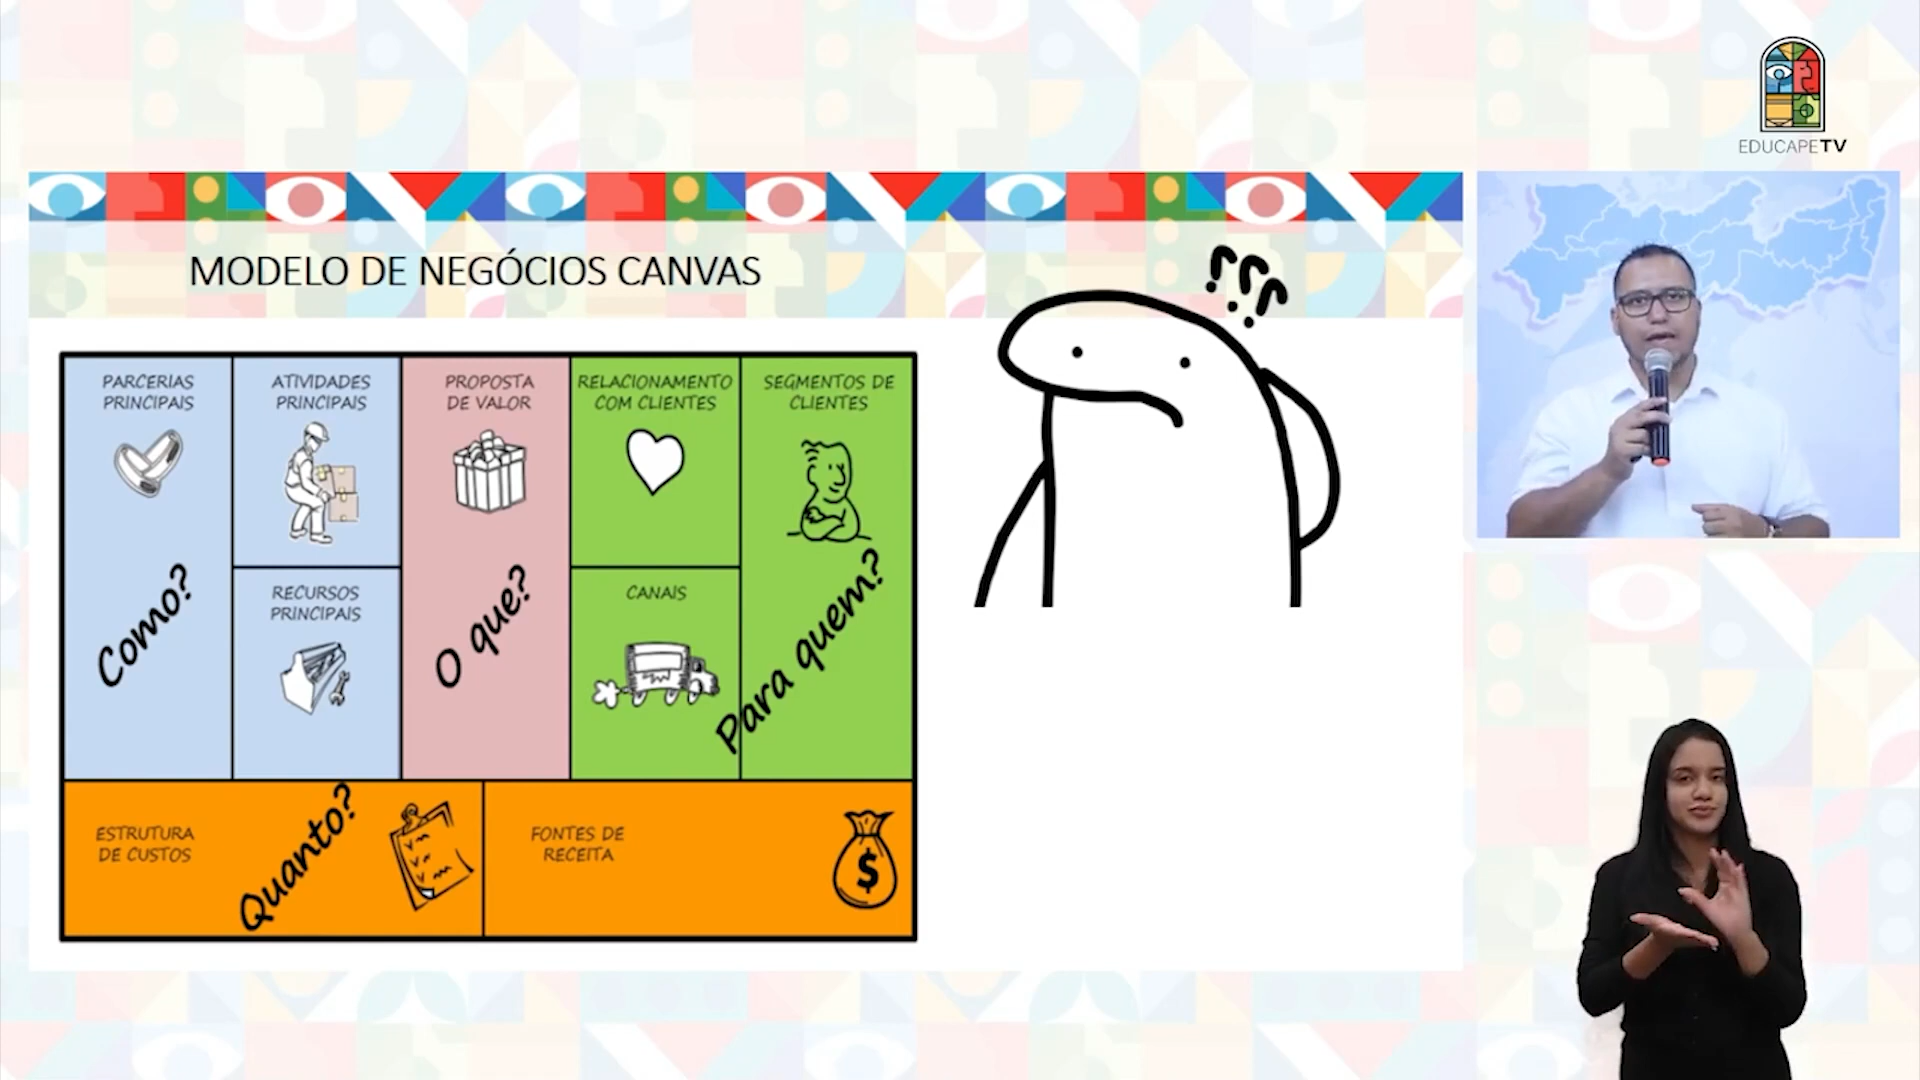 EDUCAPETV
MODELO DE NEGÓCIOS CANVAS
???
PARCERIAS
PRINCIPAIS
Como?
ATIVIDADES
PRINCIPAIS
RECURSOS
PRINCIPAIS
PROPOSTA
DE VALOR
O que?
RELACIONAMENTO
COM CLIENTES
CANAIS
SEGMENTOS DE
CLIENTES
Para quem?
ESTRUTURA
DE CUSTOS
Quanto?
FONTES DE
RECEITA
$